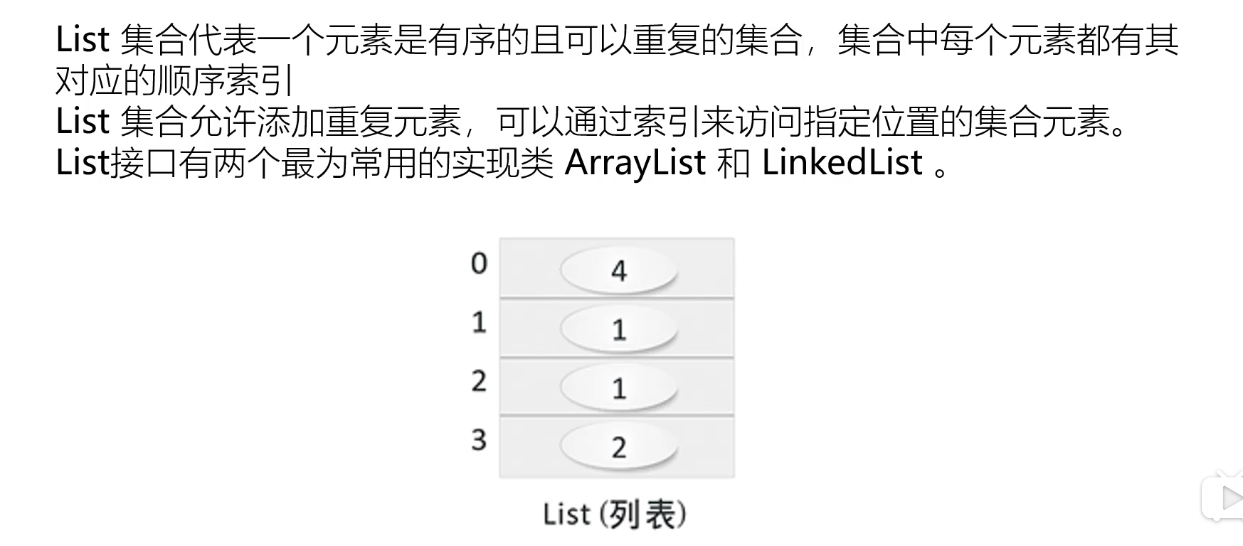 List 集合代表一个元素是有序的且可以重复的集合，集合中每个元素都有其
对应的顺序索引
List 集合允许添加重复元素，可以通过索引来访问指定位置的集合元素。
List接口有两个最为常用的实现类 ArrayList 和 LinkedList 。
0 4
1 1
2 1
3 2
List (列表)